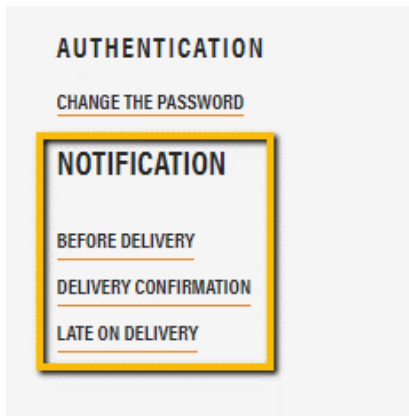 AUTHENTICATION
CHANGE THE PASSWORD
NOTIFICATION
BEFORE DELIVERY
DELIVERY CONFIRMATION
LATE ON DELIVERY